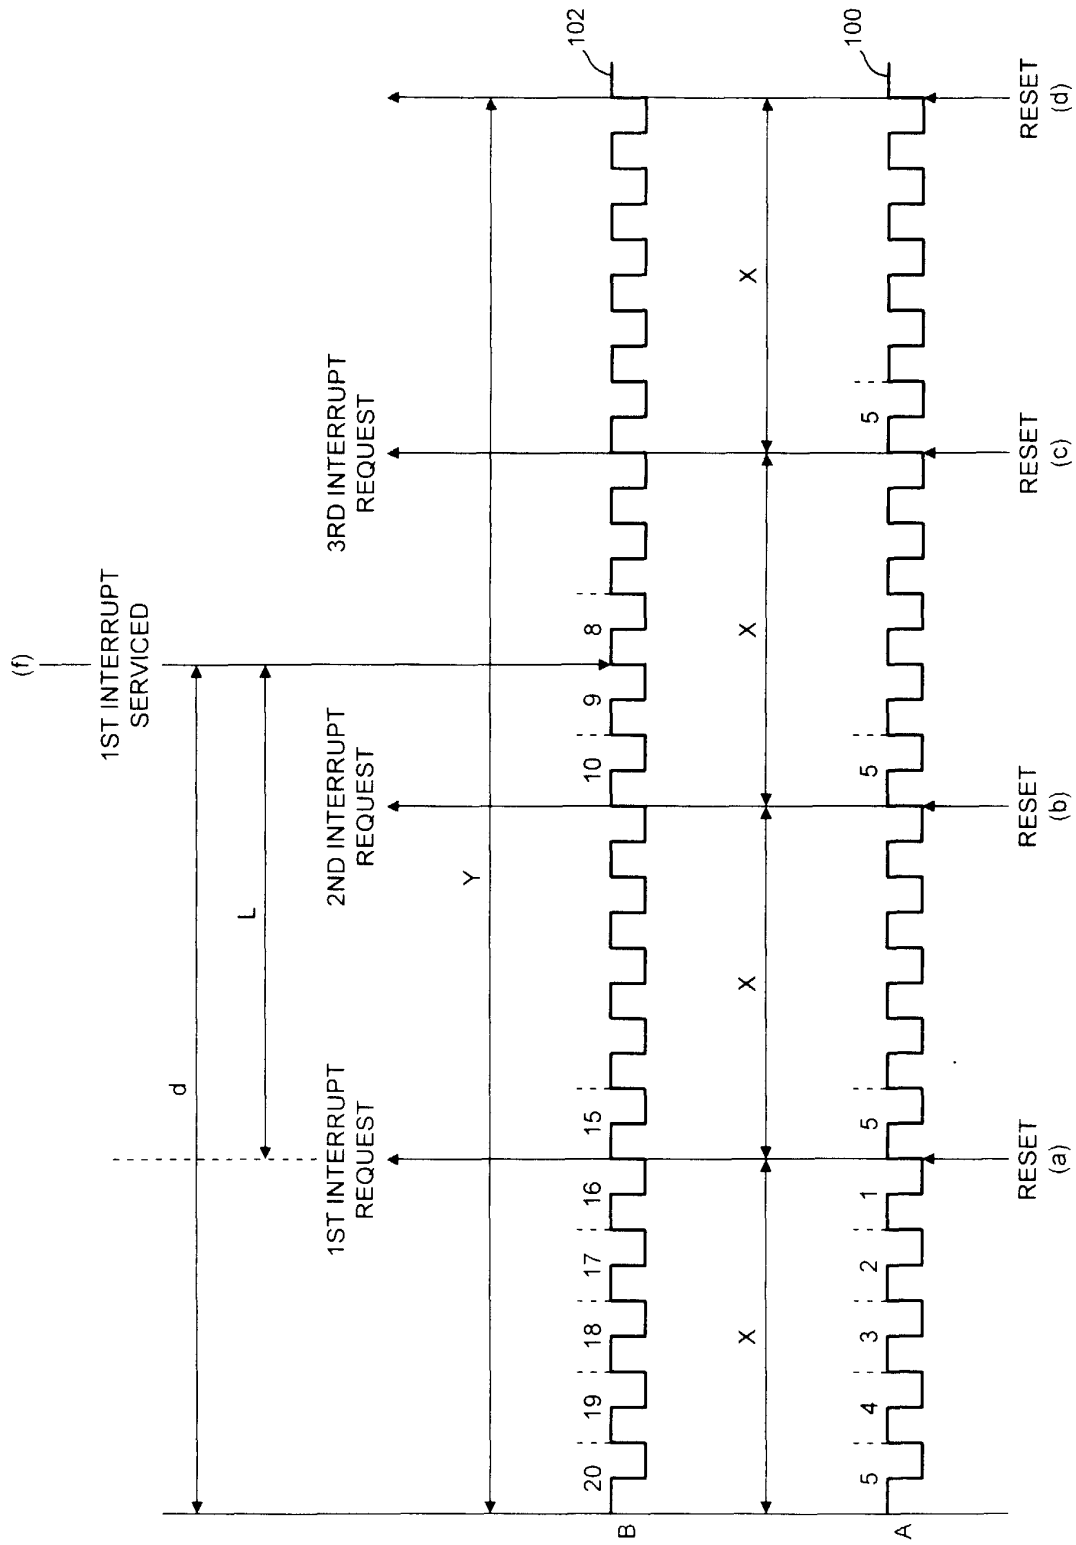 (f)
1ST INTERRUPT
SERVICED
d
L
1ST INTERRUPT
REQUEST
2ND INTERRUPT
REQUEST
3RD INTERRUPT
REQUEST
Y
B
20
19
18
17
16
15
10
9
8
102
X
X
X
X
A
5
4
3
2
1
5
5
5
100
RESET
(a)
RESET
(b)
RESET
(c)
RESET
(d)